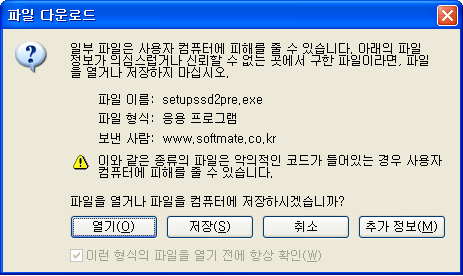 파일 다운로드
일부 파일은 사용자 컴퓨터에 피해를 줄 수 있습니다. 아래의 파일
정보가 의심스럽거나 신뢰할 수 없는 곳에서 구한 파일이라면, 파일
을 열거나 저장하지 마십시오.
파일 이름: setupssd2pre.exe
파일 형식: 응용 프로그램
보낸 사람: www.softmate.co.kr
이와 같은 종류의 파일은 악의적인 코드가 들어있는 경우 사용자
컴퓨터에 피해를 줄 수 있습니다.
파일을 열거나 파일을 컴퓨터에 저장하시겠습니까?
열기(O) 저장(S) 취소 추가 정보(M)
이런 형식의 파일을 열기 전에 항상 확인(W)